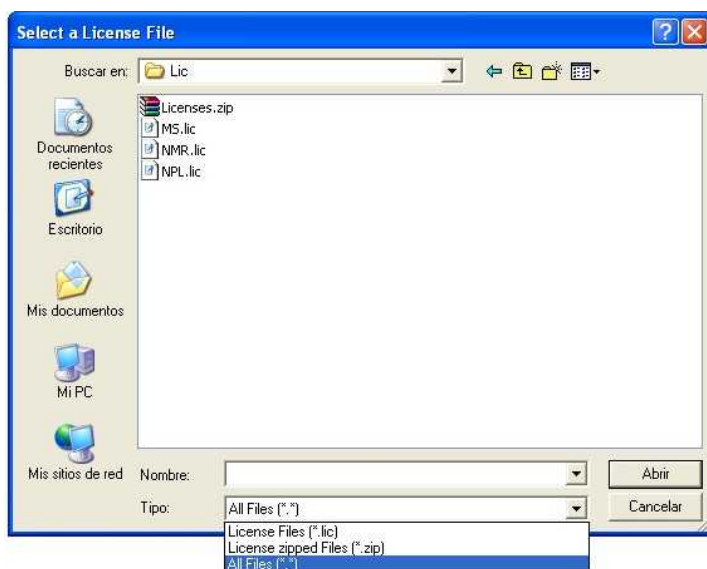 Select a License File
Buscar en: Lic
Licenses.zip
MS.lic
NMR.lic
NPL.lic
Documentos
recientes
Escritorio
Mis documentos
Mi PC
Mis sitios de red
Nombre:
Abrir
Tipo: All Files (*.*)
Cancelar
License Files (*.lic)
License zipped Files (*.zip)
All Files (*.*)